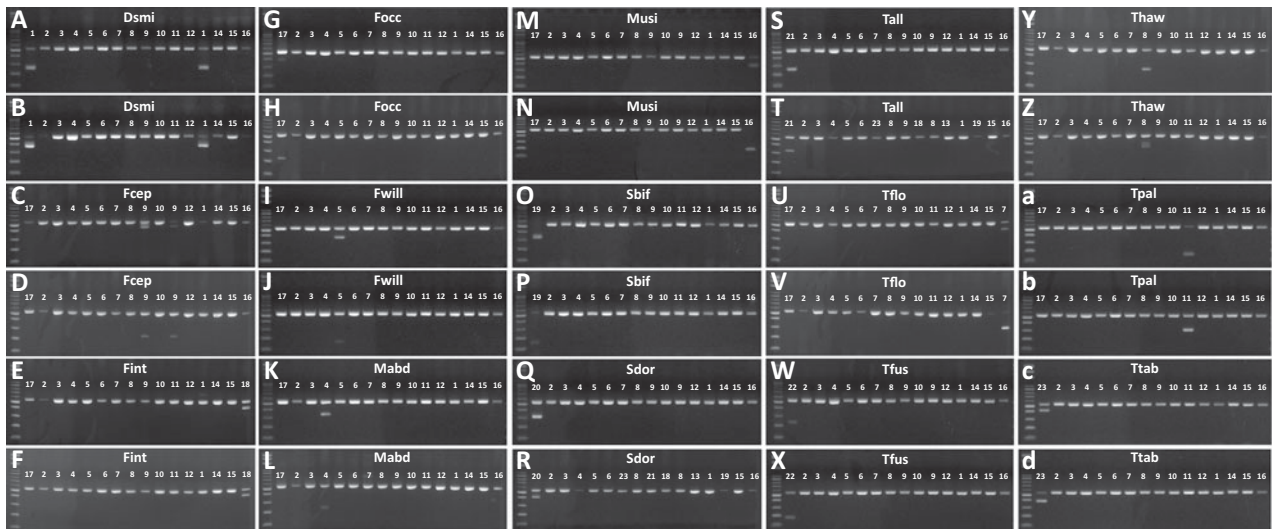 A Dsmi
1 2 3 4 5 6 7 8 9 10 11 12 1 14 15 16
G Focc
17 2 3 4 5 6 7 8 9 10 11 12 1 14 15 16
M Musi
17 2 3 4 5 6 7 8 9 10 11 12 1 14 15 16
S Tall
21 2 3 4 5 6 7 8 9 10 11 12 1 14 15 16
Y Thaw
17 2 3 4 5 6 7 8 9 10 11 12 1 14 15 16
B Dsmi
1 2 3 4 5 6 7 8 9 10 11 12 1 14 15 16
H Focc
17 2 3 4 5 6 7 8 9 10 11 12 1 14 15 16
N Musi
17 2 3 4 5 6 7 8 9 10 11 12 1 14 15 16
T Tall
21 2 3 4 5 6 23 8 9 18 8 13 1 19 15 16
Z Thaw
17 2 3 4 5 6 7 8 9 10 11 12 1 14 15 16
C Fcep
17 2 3 4 5 6 7 8 9 10 9 12 1 14 15 16
I Fwill
17 2 3 4 5 6 7 8 9 10 11 12 1 14 15 16
O Sbif
19 2 3 4 5 6 7 8 9 10 11 12 1 14 15 16
U Tflo
17 2 3 4 5 6 7 8 9 10 11 12 1 14 15 7
a Tpal
17 2 3 4 5 6 7 8 9 10 11 12 1 14 15 16
D Fcep
17 2 3 4 5 6 7 8 9 10 9 12 1 14 15 16
J Fwill
17 2 3 4 5 6 7 8 9 10 11 12 1 14 15 16
P Sbif
19 2 3 4 5 6 7 8 9 10 11 12 1 14 15 16
V Tflo
17 2 3 4 5 6 7 8 9 10 11 12 1 14 15 7
b Tpal
17 2 3 4 5 6 7 8 9 10 11 12 1 14 15 16
E Fint
17 2 3 4 5 6 7 8 9 10 11 12 1 14 15 18
K Mabd
17 2 3 4 5 6 7 8 9 10 11 12 1 14 15 16
Q Sdor
20 2 3 4 5 6 7 8 9 10 11 12 1 14 15 16
W Tfus
22 2 3 4 5 6 7 8 9 10 11 12 1 14 15 16
c Ttab
23 2 3 4 5 6 7 8 9 10 11 12 1 14 15 16
F Fint
17 2 3 4 5 6 7 8 9 10 11 12 1 14 15 18
L Mabd
17 2 3 4 5 6 7 8 9 10 11 12 1 14 15 16
R Sdor
20 2 3 4 5 6 23 8 21 18 8 13 1 19 15 16
X Tfus
22 2 3 4 5 6 7 8 9 10 11 12 1 14 15 16
d Ttab
23 2 3 4 5 6 7 8 9 10 11 12 1 14 15 16